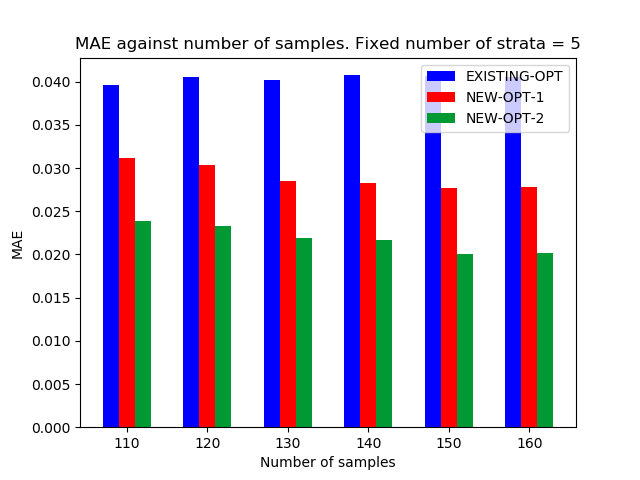 MAE against number of samples. Fixed number of strata = 5
EXISTING-OPT
NEW-OPT-1
NEW-OPT-2
0.040
0.035
0.030
0.025
0.020
0.015
0.010
0.005
0.000
MAE
110 120 130 140 150 160
Number of samples